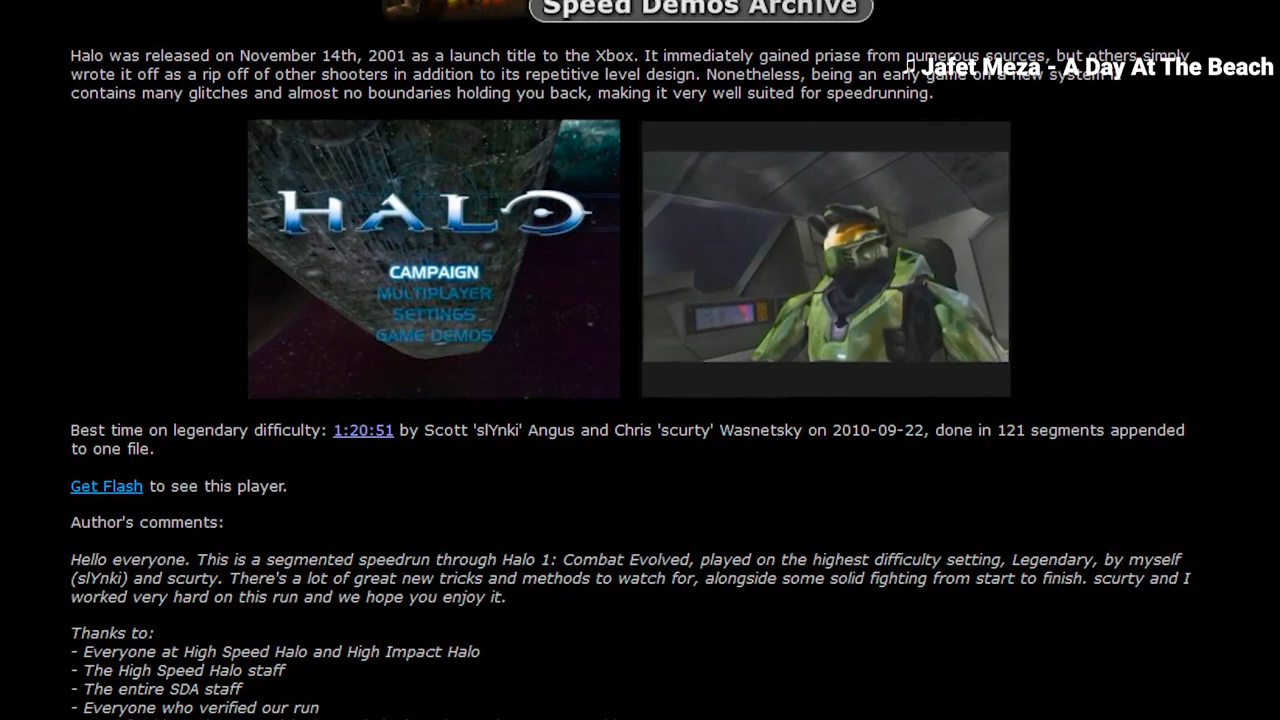 Speed Demos Archive
Halo was released on November 14th, 2001 as a launch title to the Xbox. It immediately gained priase from numerous sources, but others simply
wrote it off as a rip off of other shooters in addition to its repetitive level design. Nonetheless, being an early game on a new system
♫ Jafet Meza - A Day At The Beach
contains many glitches and almost no boundaries holding you back, making it very well suited for speedrunning.
HALO
CAMPAIGN
MULTIPLAYER
SETTINGS
GAME DEMOS
Best time on legendary difficulty: 1:20:51 by Scott 'slYnki' Angus and Chris 'scurty' Wasnetsky on 2010-09-22, done in 121 segments appended
to one file.
Get Flash to see this player.
Author's comments:
Hello everyone. This is a segmented speedrun through Halo 1: Combat Evolved, played on the highest difficulty setting, Legendary, by myself
(slYnki) and scurty. There's a lot of great new tricks and methods to watch for, alongside some solid fighting from start to finish. scurty and I
worked very hard on this run and we hope you enjoy it.
Thanks to:
- Everyone at High Speed Halo and High Impact Halo
- The High Speed Halo staff
- The entire SDA staff
- Everyone who verified our run